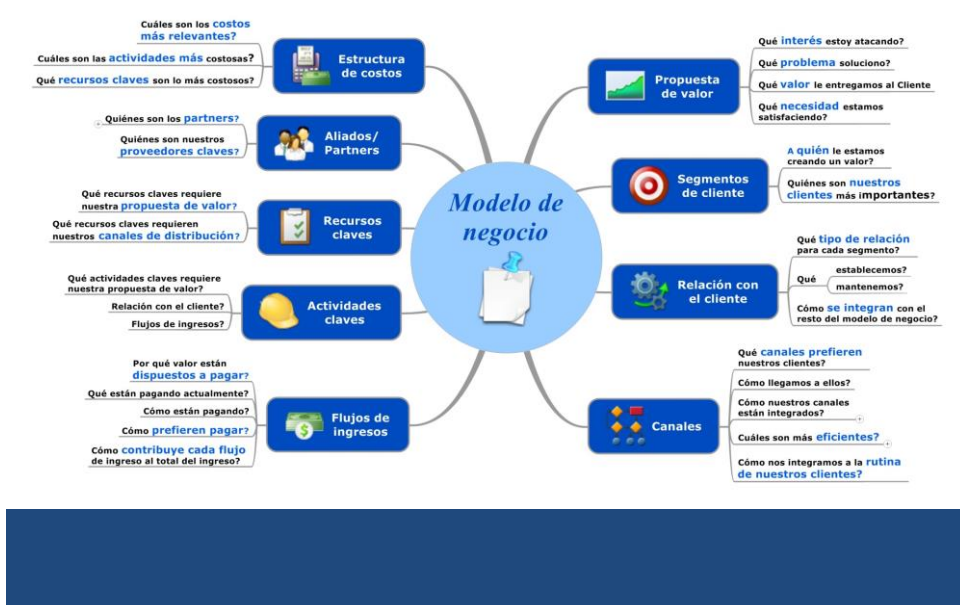 Modelo de
negocio
Estructura
de costos
Cuáles son los costos
más relevantes?
Cuáles son las actividades más costosas?
Qué recursos claves son lo más costosos?
Aliados/
Partners
Quiénes son los partners?
Quiénes son nuestros
proveedores claves?
Recursos
claves
Qué recursos claves requiere
nuestra propuesta de valor?
Qué recursos claves requieren
nuestros canales de distribución?
Actividades
claves
Qué actividades claves requiere
nuestra propuesta de valor?
Relación con el cliente?
Flujos de ingresos?
Flujos de
ingresos
Por qué valor están
dispuestos a pagar?
Qué están pagando actualmente?
Cómo están pagando?
Cómo prefieren pagar?
Cómo contribuye cada flujo
de ingreso al total del ingreso?
Propuesta
de valor
Qué interés estoy atacando?
Qué problema soluciono?
Qué valor le entregamos al Cliente
Qué necesidad estamos
satisfaciendo?
Segmentos
de cliente
A quién le estamos
creando un valor?
Quiénes son nuestros
clientes más importantes?
Relación con
el cliente
Qué tipo de relación
para cada segmento?
Qué
establecemos?
mantenemos?
Cómo se integran con el
resto del modelo de negocio?
Canales
Qué canales prefieren
nuestros clientes?
Cómo llegamos a ellos?
Cómo nuestros canales
están integrados?
Cuáles son más eficientes?
Cómo nos integramos a la rutina
de nuestros clientes?